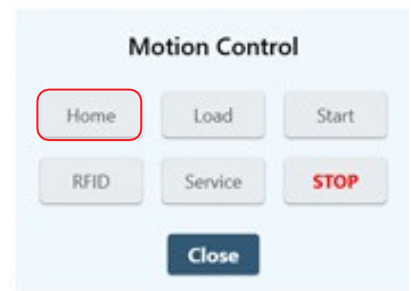 Motion Control
Home Load Start
RFID Service STOP
Close